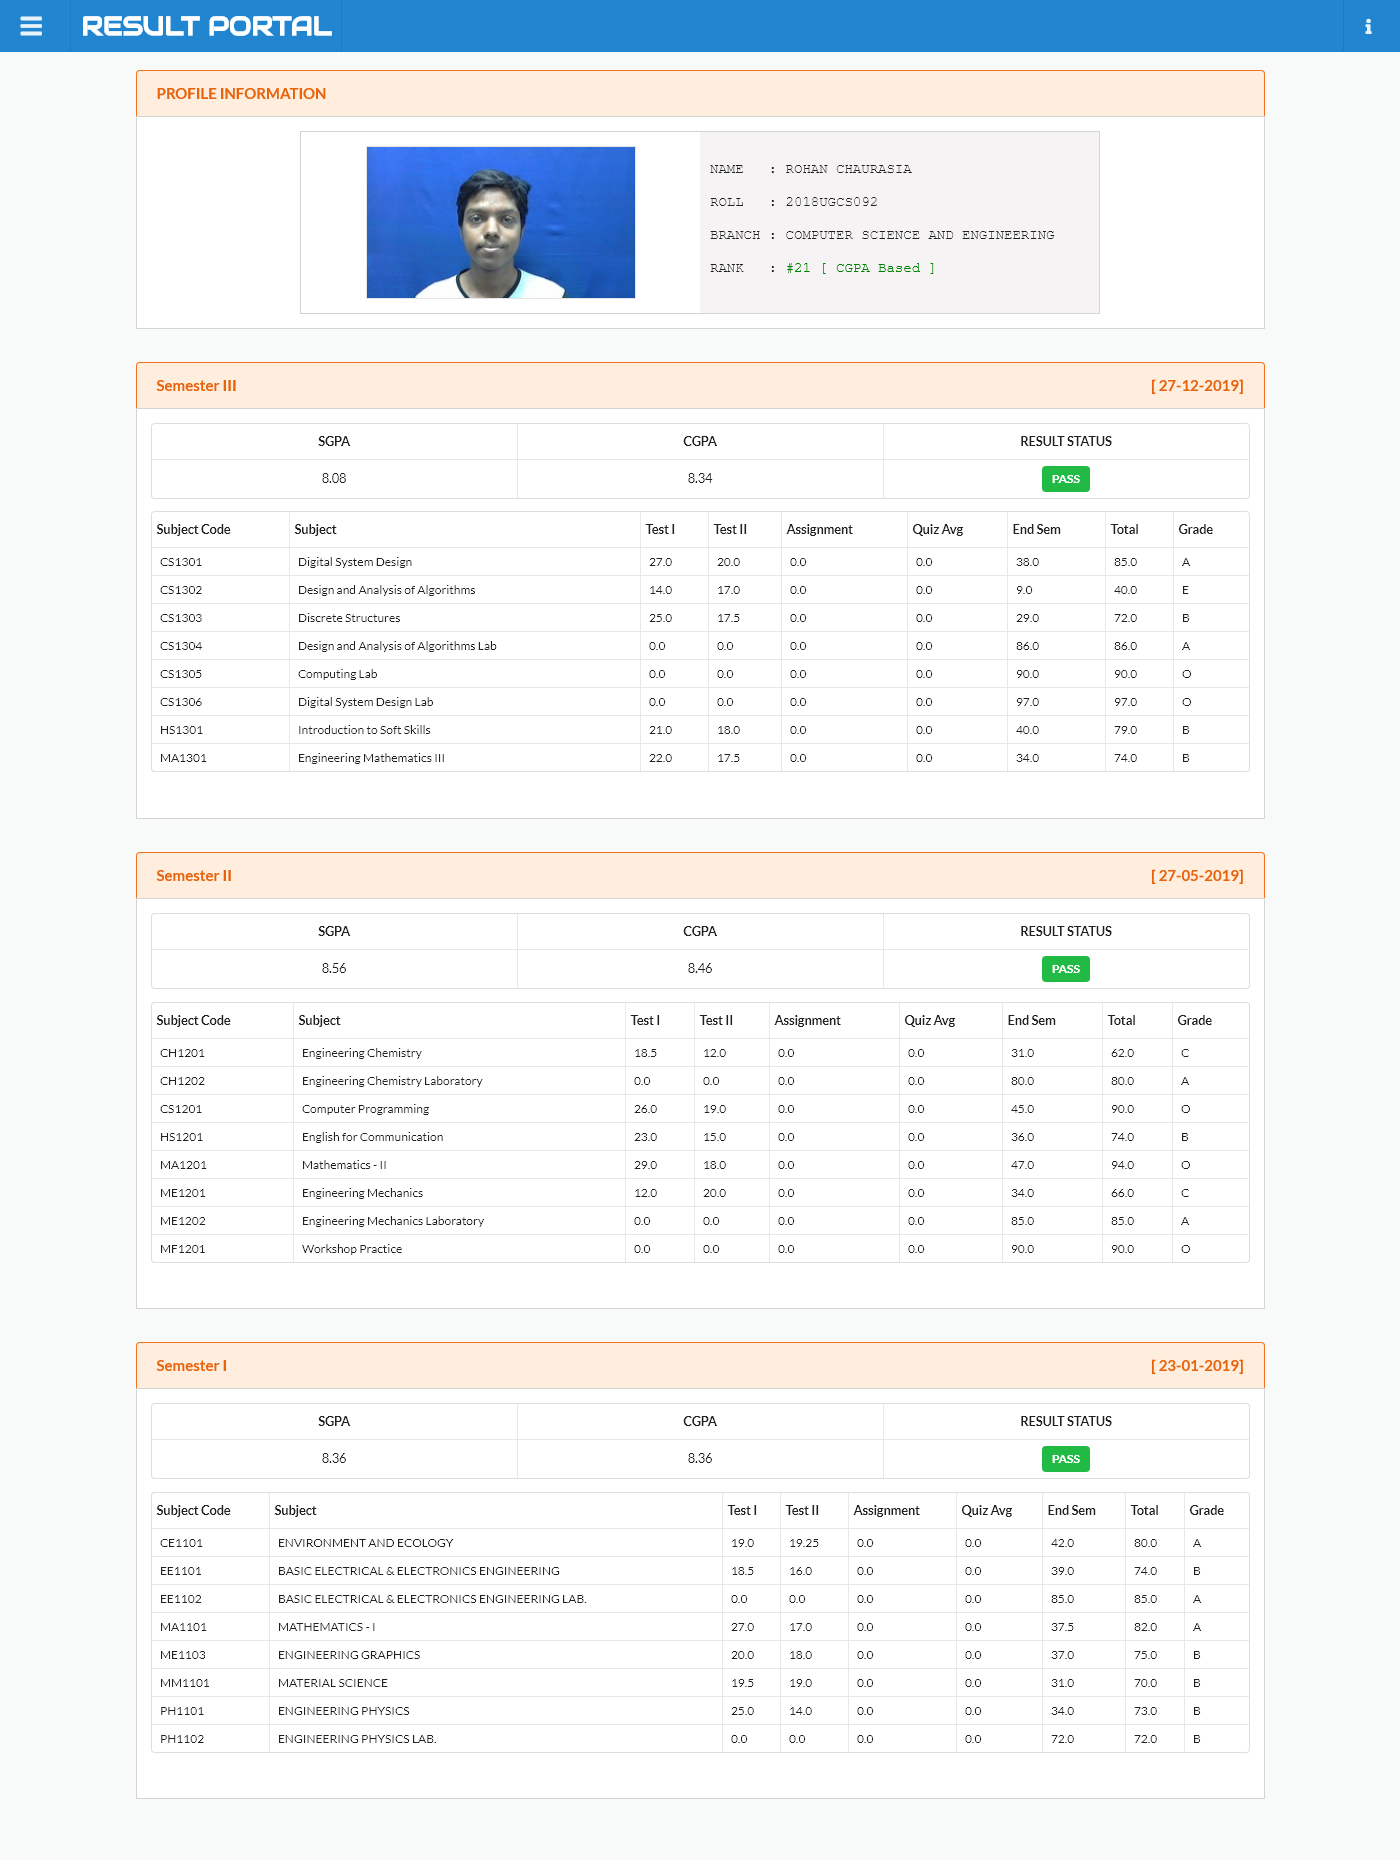 RESULT PORTAL
PROFILE INFORMATION
NAME : ROHAN CHAURASIA
ROLL : 2018UGCS092
BRANCH : COMPUTER SCIENCE AND ENGINEERING
RANK : #21 [ CGPA Based ]
Semester III [ 27-12-2019]
SGPA CGPA RESULT STATUS
8.08 8.34 PASS
Subject Code Subject Test I Test II Assignment Quiz Avg End Sem Total Grade
CS1301 Digital System Design 27.0 20.0 0.0 0.0 38.0 85.0 A
CS1302 Design and Analysis of Algorithms 14.0 17.0 0.0 0.0 9.0 40.0 E
CS1303 Discrete Structures 25.0 17.5 0.0 0.0 29.0 72.0 B
CS1304 Design and Analysis of Algorithms Lab 0.0 0.0 0.0 0.0 86.0 86.0 A
CS1305 Computing Lab 0.0 0.0 0.0 0.0 90.0 90.0 O
CS1306 Digital System Design Lab 0.0 0.0 0.0 0.0 97.0 97.0 O
HS1301 Introduction to Soft Skills 21.0 18.0 0.0 0.0 40.0 79.0 B
MA1301 Engineering Mathematics III 22.0 17.5 0.0 0.0 34.0 74.0 B
Semester II [ 27-05-2019]
SGPA CGPA RESULT STATUS
8.56 8.46 PASS
Subject Code Subject Test I Test II Assignment Quiz Avg End Sem Total Grade
CH1201 Engineering Chemistry 18.5 12.0 0.0 0.0 31.0 62.0 C
CH1202 Engineering Chemistry Laboratory 0.0 0.0 0.0 0.0 80.0 80.0 A
CS1201 Computer Programming 26.0 19.0 0.0 0.0 45.0 90.0 O
HS1201 English for Communication 23.0 15.0 0.0 0.0 36.0 74.0 B
MA1201 Mathematics - II 29.0 18.0 0.0 0.0 47.0 94.0 O
ME1201 Engineering Mechanics 12.0 20.0 0.0 0.0 34.0 66.0 C
ME1202 Engineering Mechanics Laboratory 0.0 0.0 0.0 0.0 85.0 85.0 A
MF1201 Workshop Practice 0.0 0.0 0.0 0.0 90.0 90.0 O
Semester I [ 23-01-2019]
SGPA CGPA RESULT STATUS
8.36 8.36 PASS
Subject Code Subject Test I Test II Assignment Quiz Avg End Sem Total Grade
CE1101 ENVIRONMENT AND ECOLOGY 19.0 19.25 0.0 0.0 42.0 80.0 A
EE1101 BASIC ELECTRICAL & ELECTRONICS ENGINEERING 18.5 16.0 0.0 0.0 39.0 74.0 B
EE1102 BASIC ELECTRICAL & ELECTRONICS ENGINEERING LAB. 0.0 0.0 0.0 0.0 85.0 85.0 A
MA1101 MATHEMATICS - I 27.0 17.0 0.0 0.0 37.5 82.0 A
ME1103 ENGINEERING GRAPHICS 20.0 18.0 0.0 0.0 37.0 75.0 B
MM1101 MATERIAL SCIENCE 19.5 19.0 0.0 0.0 31.0 70.0 B
PH1101 ENGINEERING PHYSICS 25.0 14.0 0.0 0.0 34.0 73.0 B
PH1102 ENGINEERING PHYSICS LAB. 0.0 0.0 0.0 0.0 72.0 72.0 B